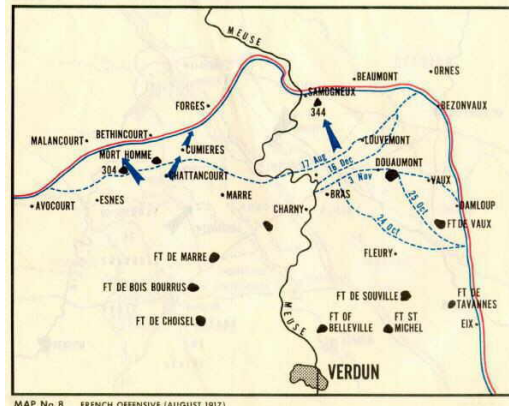 MEUSE
ORNES
BEAUMONT
SAMOGNEUX
BEZONVAUX
344
FORGES
BETHINCOURT
MALANCOURT
LOUVEMONT
CUMIERES
MORT HOMME
304
CHATTANCOURT
17 Aug
16 Dec
DOUAUMONT
3 Nov
VAUX
ESNES
MARRE
BRAS
25 Oct
DAMLOUP
AVOCOURT
CHARNY
FT DE VAUX
24 Oct
FLEURY
FT DE MARRE
FT DE BOIS BOURRUS
MEUSE
FT DE SOUVILLE
FT DE
TAVANNES
FT DE CHOISEL
FT OF
BELLEVILLE
FT ST
MICHEL
EIX
VERDUN
MAP No 8 FRENCH OFFENSIVE (AUGUST 1917)